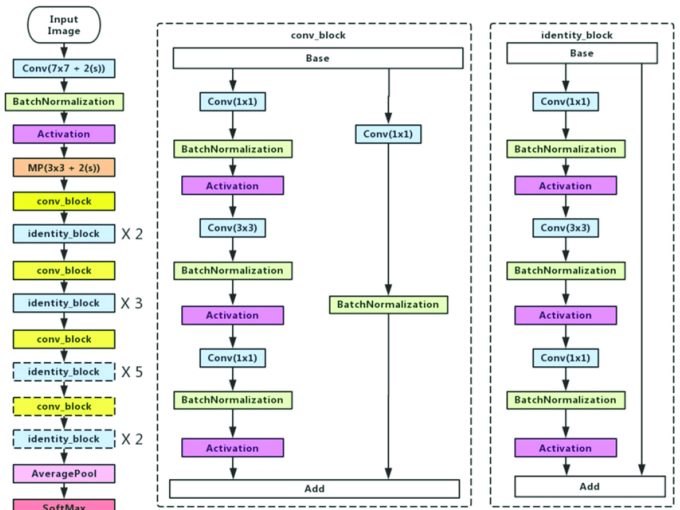 Input
Image
Conv(7x7 + 2(s))
BatchNormalization
Activation
MP(3x3 + 2(s))
conv_block
identity_block X 2
conv_block
identity_block X 3
conv_block
identity_block X 5
conv_block
identity_block X 2
AveragePool
SoftMax
conv_block
Base
Conv(1x1)
BatchNormalization
Activation
Conv(3x3)
BatchNormalization
Activation
Conv(1x1)
BatchNormalization
Activation
Conv(1x1)
BatchNormalization
Add
identity_block
Base
Conv(1x1)
BatchNormalization
Activation
Conv(3x3)
BatchNormalization
Activation
Conv(1x1)
BatchNormalization
Activation
Add